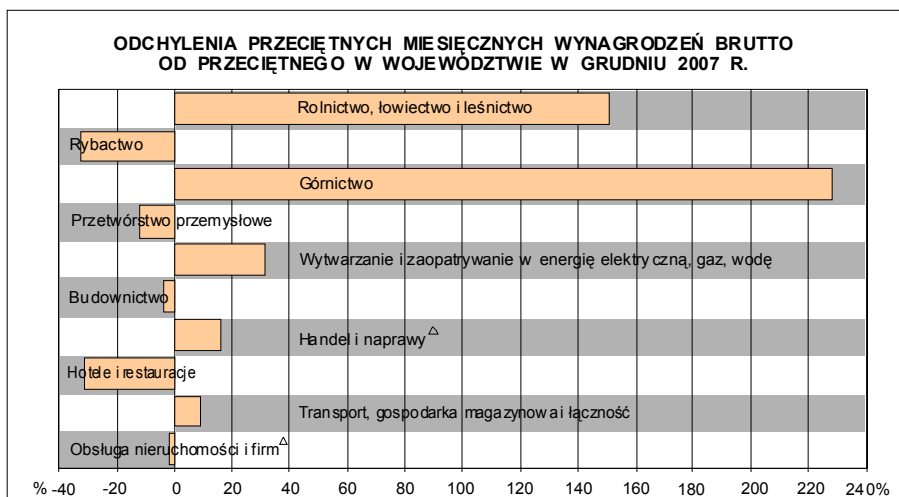 ODCHYLENIA PRZECIĘTNYCH MIESIĘCZNYCH WYNAGRODZEŃ BRUTTO
OD PRZECIĘTNEGO W WOJEWÓDZTWIE W GRUDNIU 2007 R.
Rolnictwo, łowiectwo i leśnictwo
Rybactwo
Górnictwo
Przetwórstwo przemysłowe
Wytwarzanie i zaopatrywanie w energię elektryczną, gaz, wodę
Budownictwo
Handel i naprawy△
Hotele i restauracje
Transport, gospodarka magazynowa i łączność
Obsługa nieruchomości i firm△
% -40 -20 0 20 40 60 80 100 120 140 160 180 200 220 240%